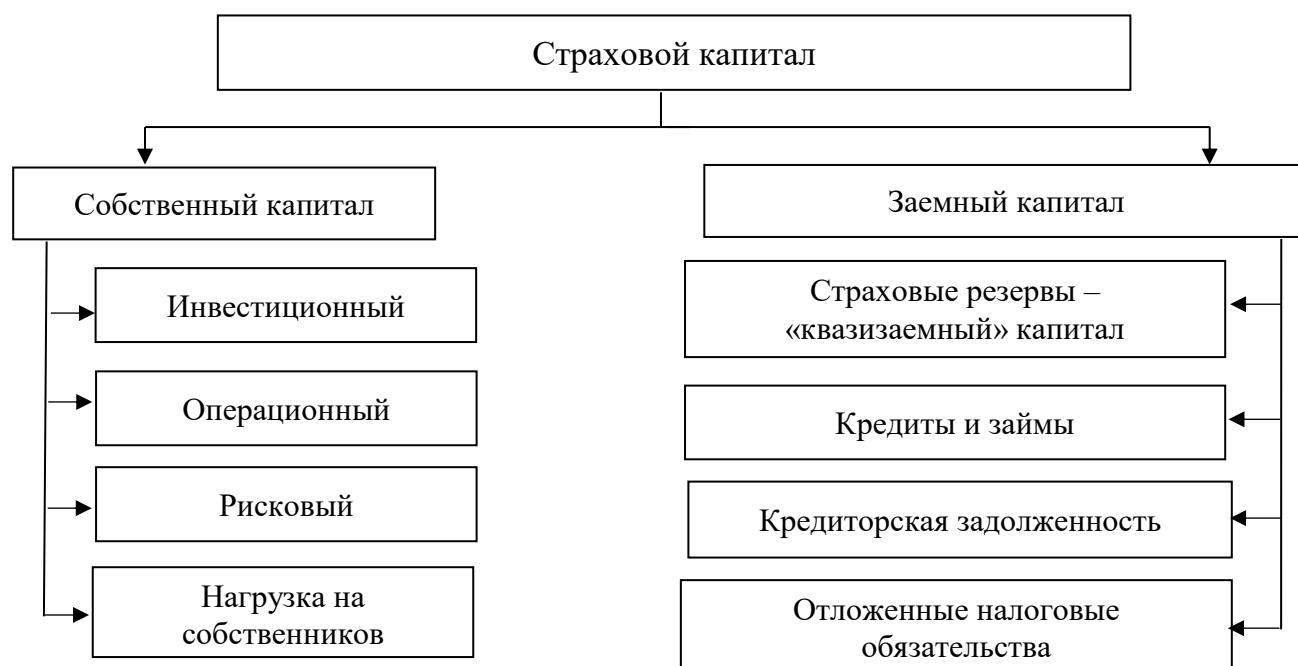 Страховой капитал
Собственный капитал
Заемный капитал
Инвестиционный
Операционный
Рисковый
Нагрузка на
собственников
Страховые резервы –
«квазизаемный» капитал
Кредиты и займы
Кредиторская задолженность
Отложенные налоговые
обязательства